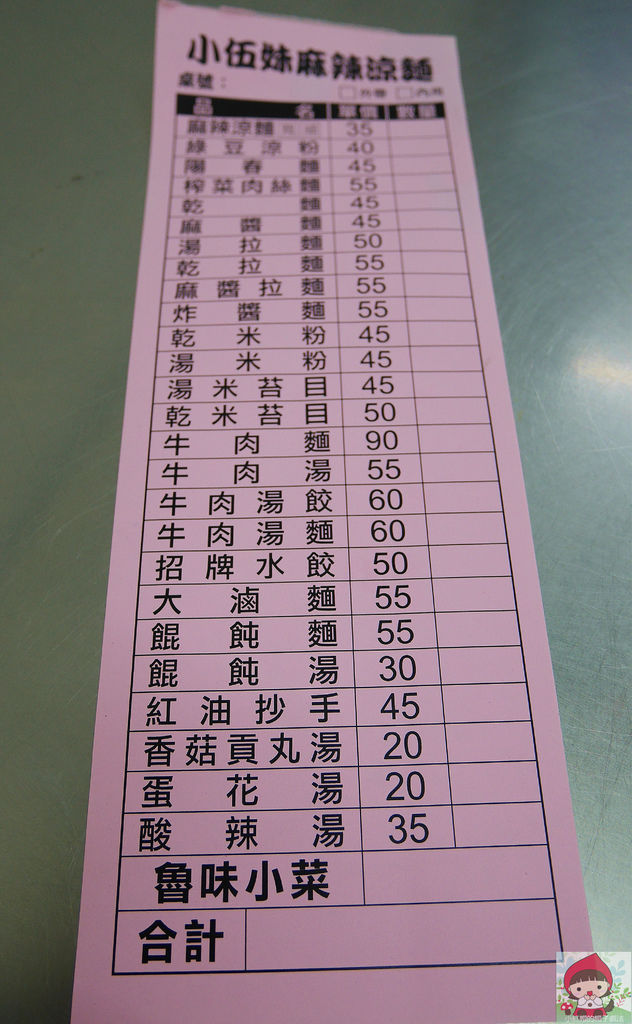 小伍妹麻辣涼麵
桌號：
□外帶 □內用
品名 單價 數量
麻辣涼麵 35
綠豆涼粉 40
陽春麵 45
榨菜肉絲麵 55
乾麵 45
麻醬麵 45
湯拉麵 50
乾拉麵 55
麻醬拉麵 55
炸醬麵 55
乾米粉 45
湯米粉 45
湯米苔目 45
乾米苔目 50
牛肉麵 90
牛肉湯 55
牛肉湯餃 60
牛肉湯麵 60
招牌水餃 50
大滷麵 55
餛飩麵 55
餛飩湯 30
紅油抄手 45
香菇貢丸湯 20
蛋花湯 20
酸辣湯 35
魯味小菜
合計